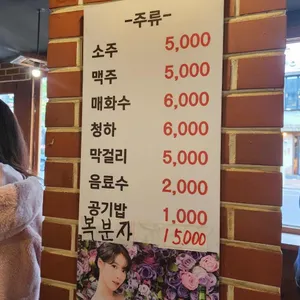 -주류-
소주 5,000
맥주 5,000
매화수 6,000
청하 6,000
막걸리 5,000
음료수 2,000
공기밥 1,000
복분자 15,000